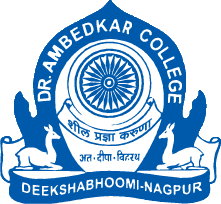 DR. AMBEDKAR COLLEGE
शील प्रज्ञा करुणा
अत्त-दीपा-विहरथ
DEEKSHABHOOMI-NAGPUR